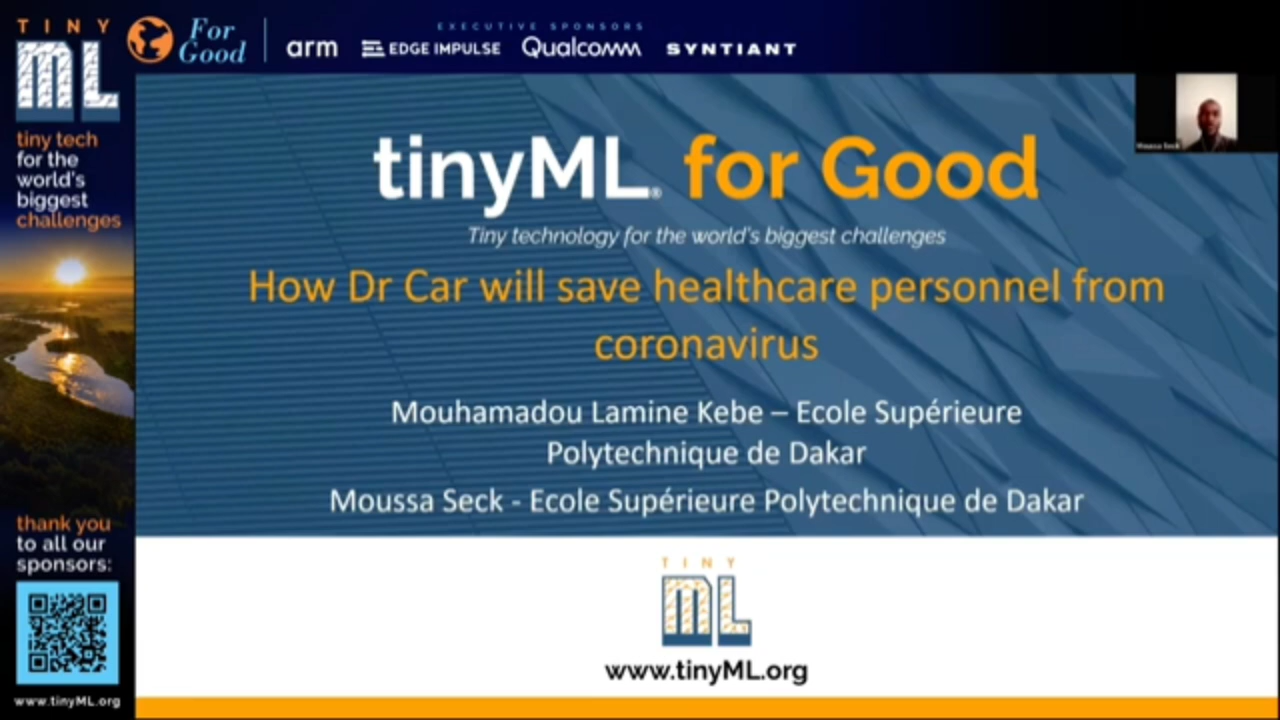 TINY
ML
For
Good
EXECUTIVE SPONSORS
arm
EDGE IMPULSE
Qualcomm
SYNTIANT
tiny tech
for the
world's
biggest
challenges
tinyML® for Good
Moussa Seck
Tiny technology for the world's biggest challenges
How Dr Car will save healthcare personnel from
coronavirus
Mouhamadou Lamine Kebe – Ecole Supérieure
Polytechnique de Dakar
Moussa Seck - Ecole Supérieure Polytechnique de Dakar
thank you
to all our
sponsors:
www.tinyML.org
TINY
ML
www.tinyML.org